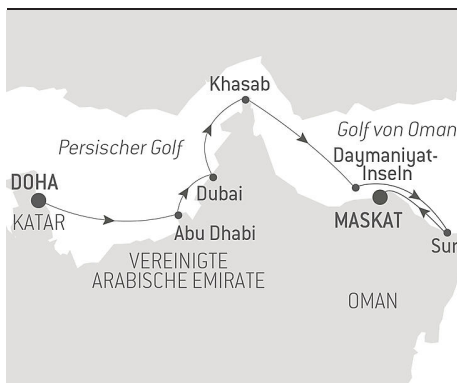 Khasab
Persischer Golf
Golf von Oman
Daymaniyat-
Inseln
DOHA
KATAR
Dubai
Abu Dhabi
MASKAT
Sur
VEREINIGTE
ARABISCHE EMIRATE
OMAN